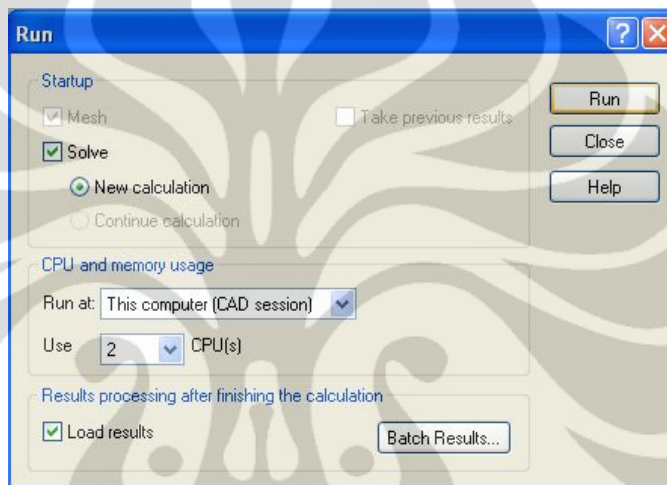 Run
Startup
Mesh
Take previous results
Solve
New calculation
Continue calculation
CPU and memory usage
Run at: This computer (CAD session)
Use 2 CPU(s)
Results processing after finishing the calculation
Load results
Batch Results...
Run
Close
Help